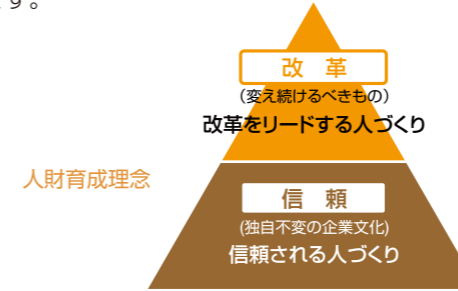 す。
改 革
(変え続けるべきもの)
改革をリードする人づくり
人財育成理念
信 頼
(独自不変の企業文化)
信頼される人づくり